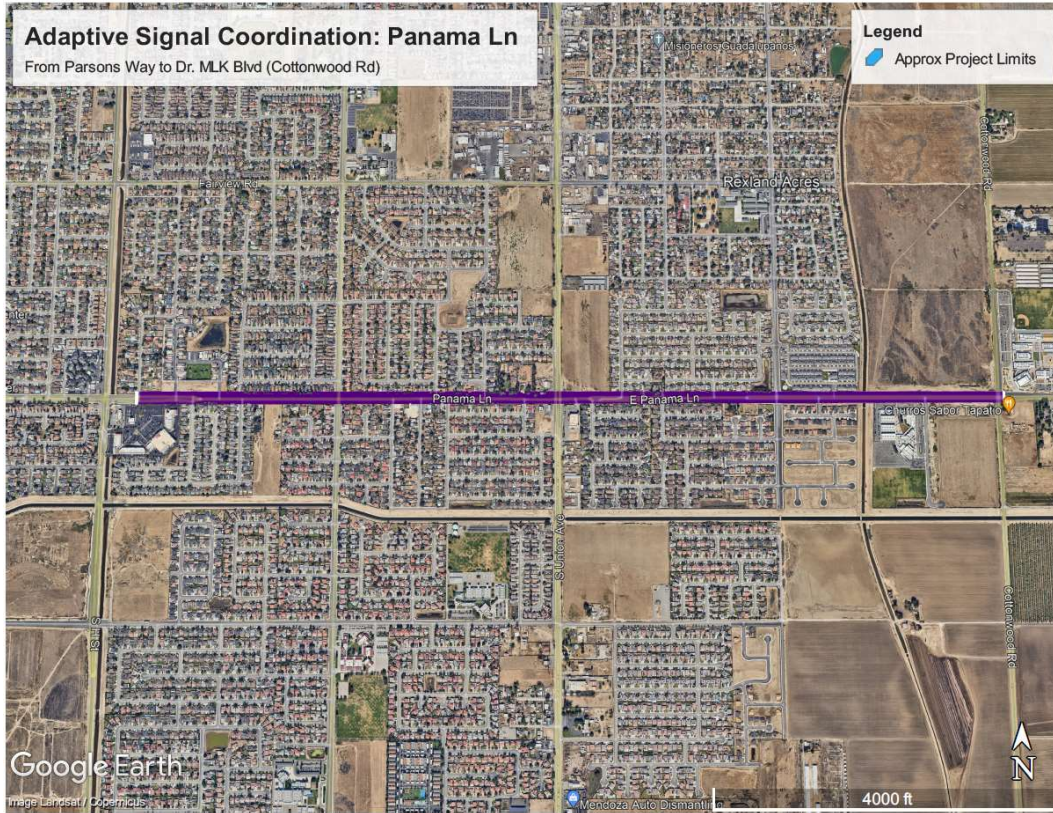 Adaptive Signal Coordination: Panama Ln
From Parsons Way to Dr. MLK Blvd (Cottonwood Rd)
Legend
Approx Project Limits
Misioneros Guadalupanos
Cottonwood Rd
Fairview Rd
Rexland Acres
Panama Ln
E Panama Ln
Churros Sabor Tapatio
S Union Ave
S H St
Cottonwood Rd
Google Earth
Image Landsat / Copernicus
Mendoza Auto Dismantling
4000 ft
N